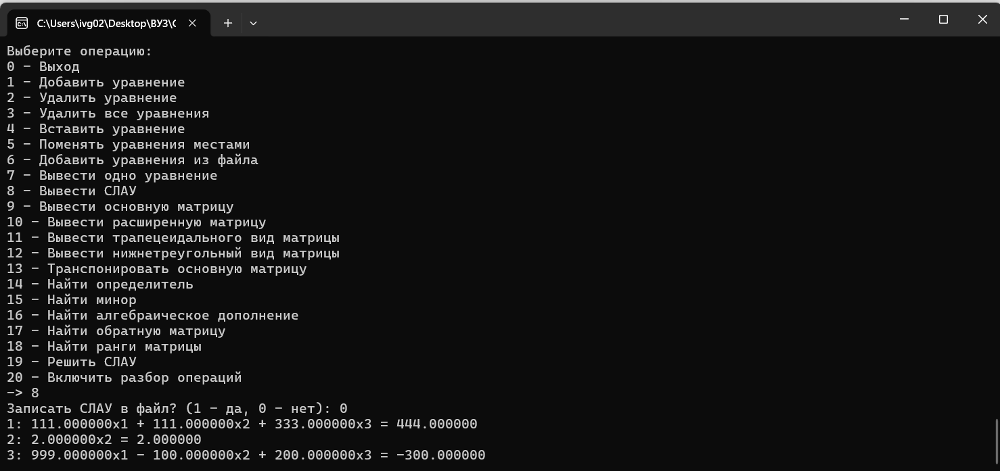 C:\Users\ivg02\Desktop\ВУЗ\С
Выберите операцию:
0 - Выход
1 - Добавить уравнение
2 - Удалить уравнение
3 - Удалить все уравнения
4 - Вставить уравнение
5 - Поменять уравнения местами
6 - Добавить уравнения из файла
7 - Вывести одно уравнение
8 - Вывести СЛАУ
9 - Вывести основную матрицу
10 - Вывести расширенную матрицу
11 - Вывести трапецеидального вид матрицы
12 - Вывести нижнетреугольный вид матрицы
13 - Транспонировать основную матрицу
14 - Найти определитель
15 - Найти минор
16 - Найти алгебраическое дополнение
17 - Найти обратную матрицу
18 - Найти ранги матрицы
19 - Решить СЛАУ
20 - Включить разбор операций
-> 8
Записать СЛАУ в файл? (1 - да, 0 - нет): 0
1: 111.000000x1 + 111.000000x2 + 333.000000x3 = 444.000000
2: 2.000000x2 = 2.000000
3: 999.000000x1 - 100.000000x2 + 200.000000x3 = -300.000000